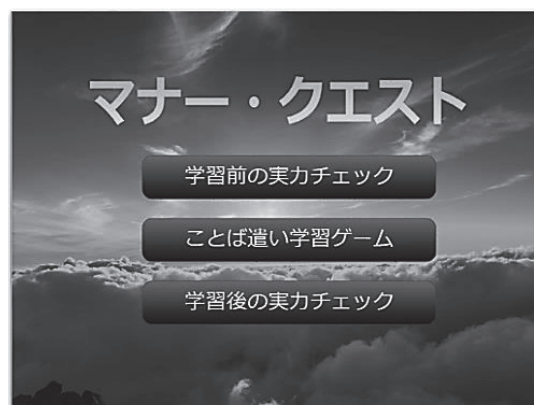 マナー・クエスト
学習前の実力チェック
ことば遣い学習ゲーム
学習後の実力チェック